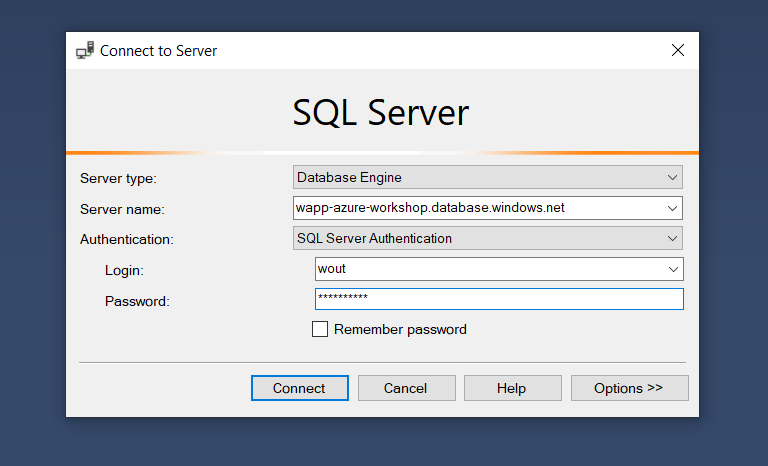 Connect to Server
SQL Server
Server type: Database Engine
Server name: wapp-azure-workshop.database.windows.net
Authentication: SQL Server Authentication
Login: wout
Password: **********
Remember password
Connect Cancel Help Options >>